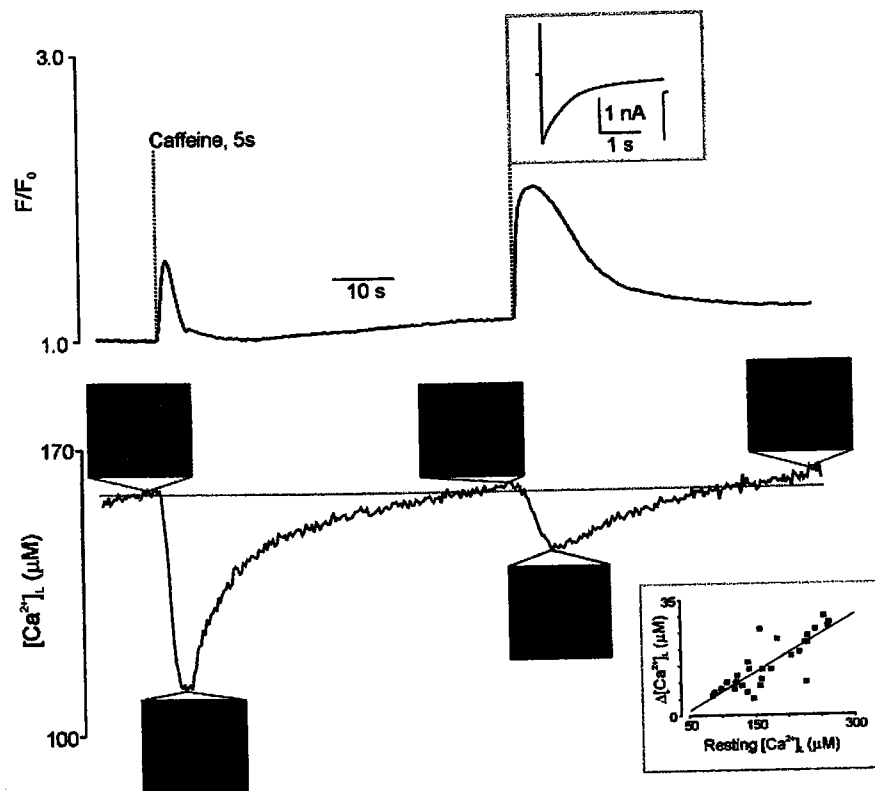 3.0
F/F₀
1.0
Caffeine, 5s
10 s
1 nA
1 s
170
[Ca²⁺]L (μM)
100
35
Δ[Ca²⁺]L (μM)
0
50
150
300
Resting [Ca²⁺]L (μM)